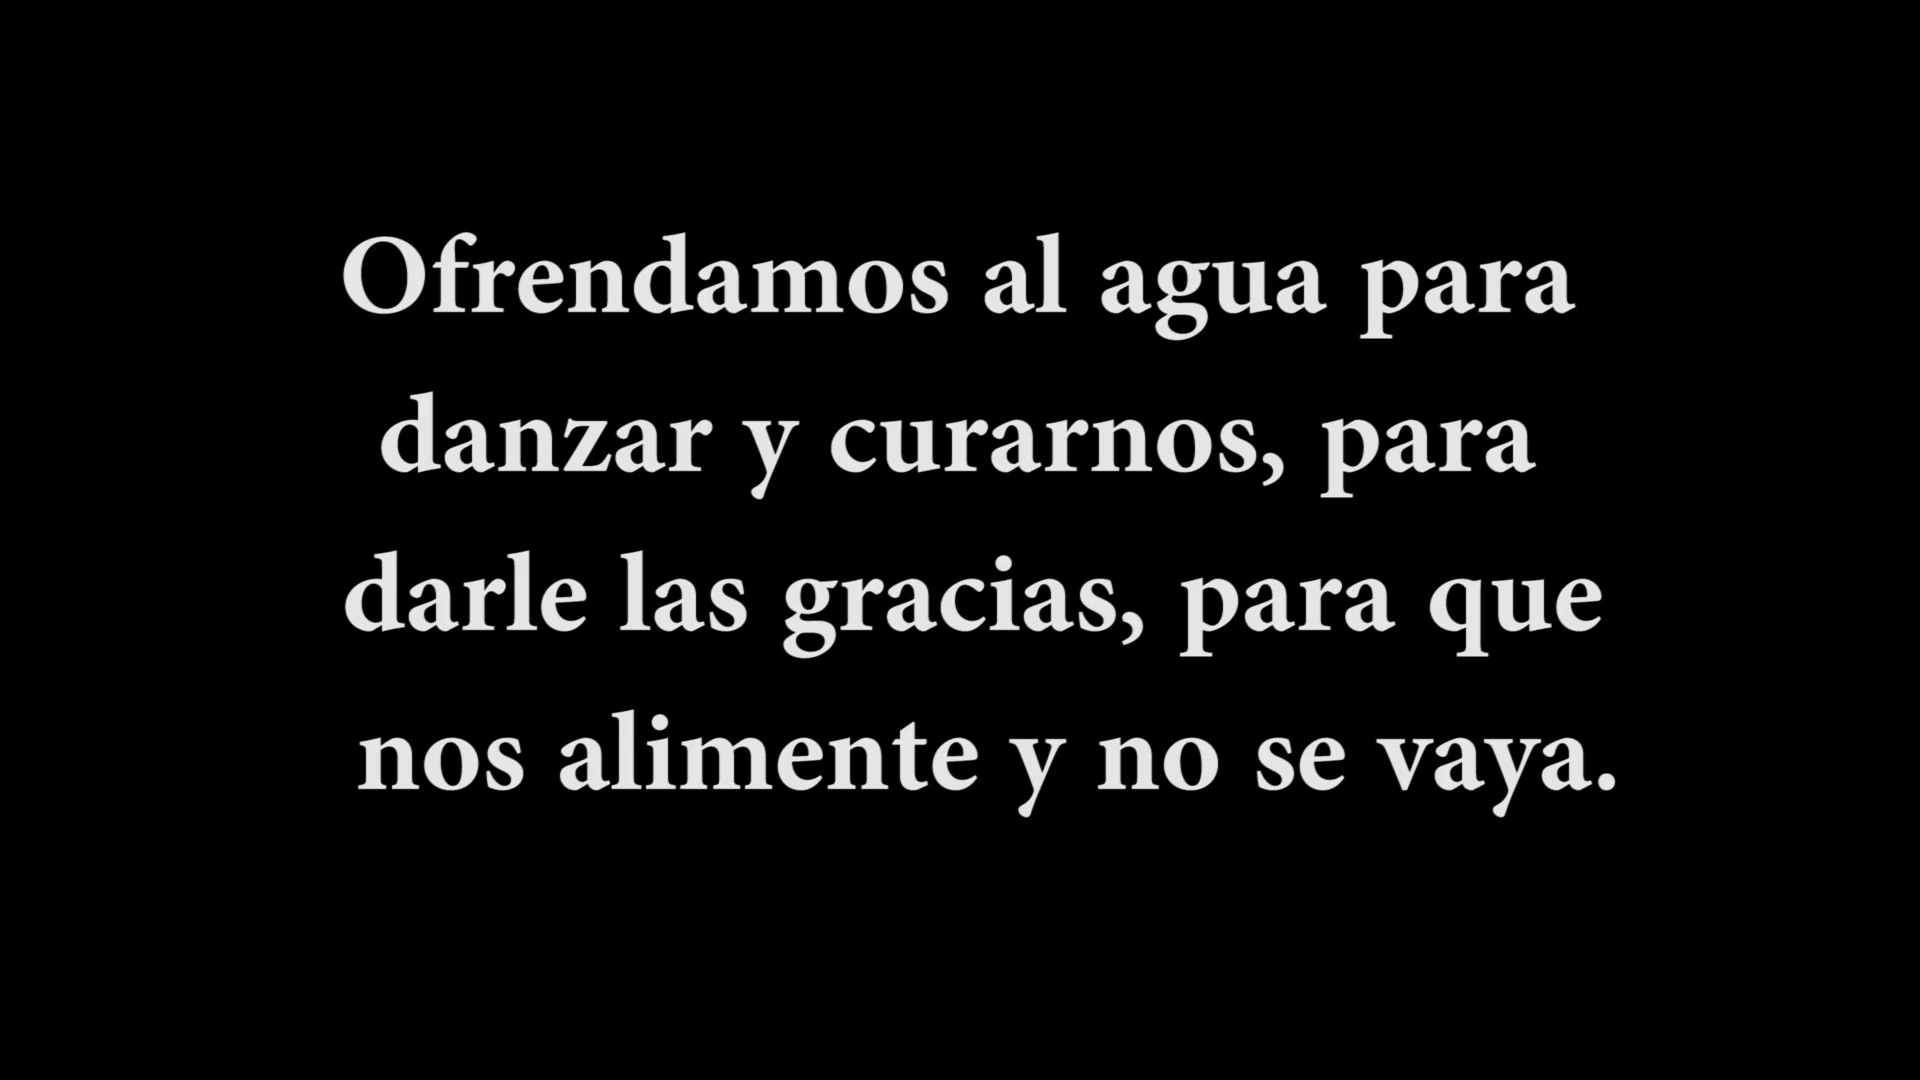 Ofrendamos al agua para
danzar y curarnos, para
darle las gracias, para que
nos alimente y no se vaya.